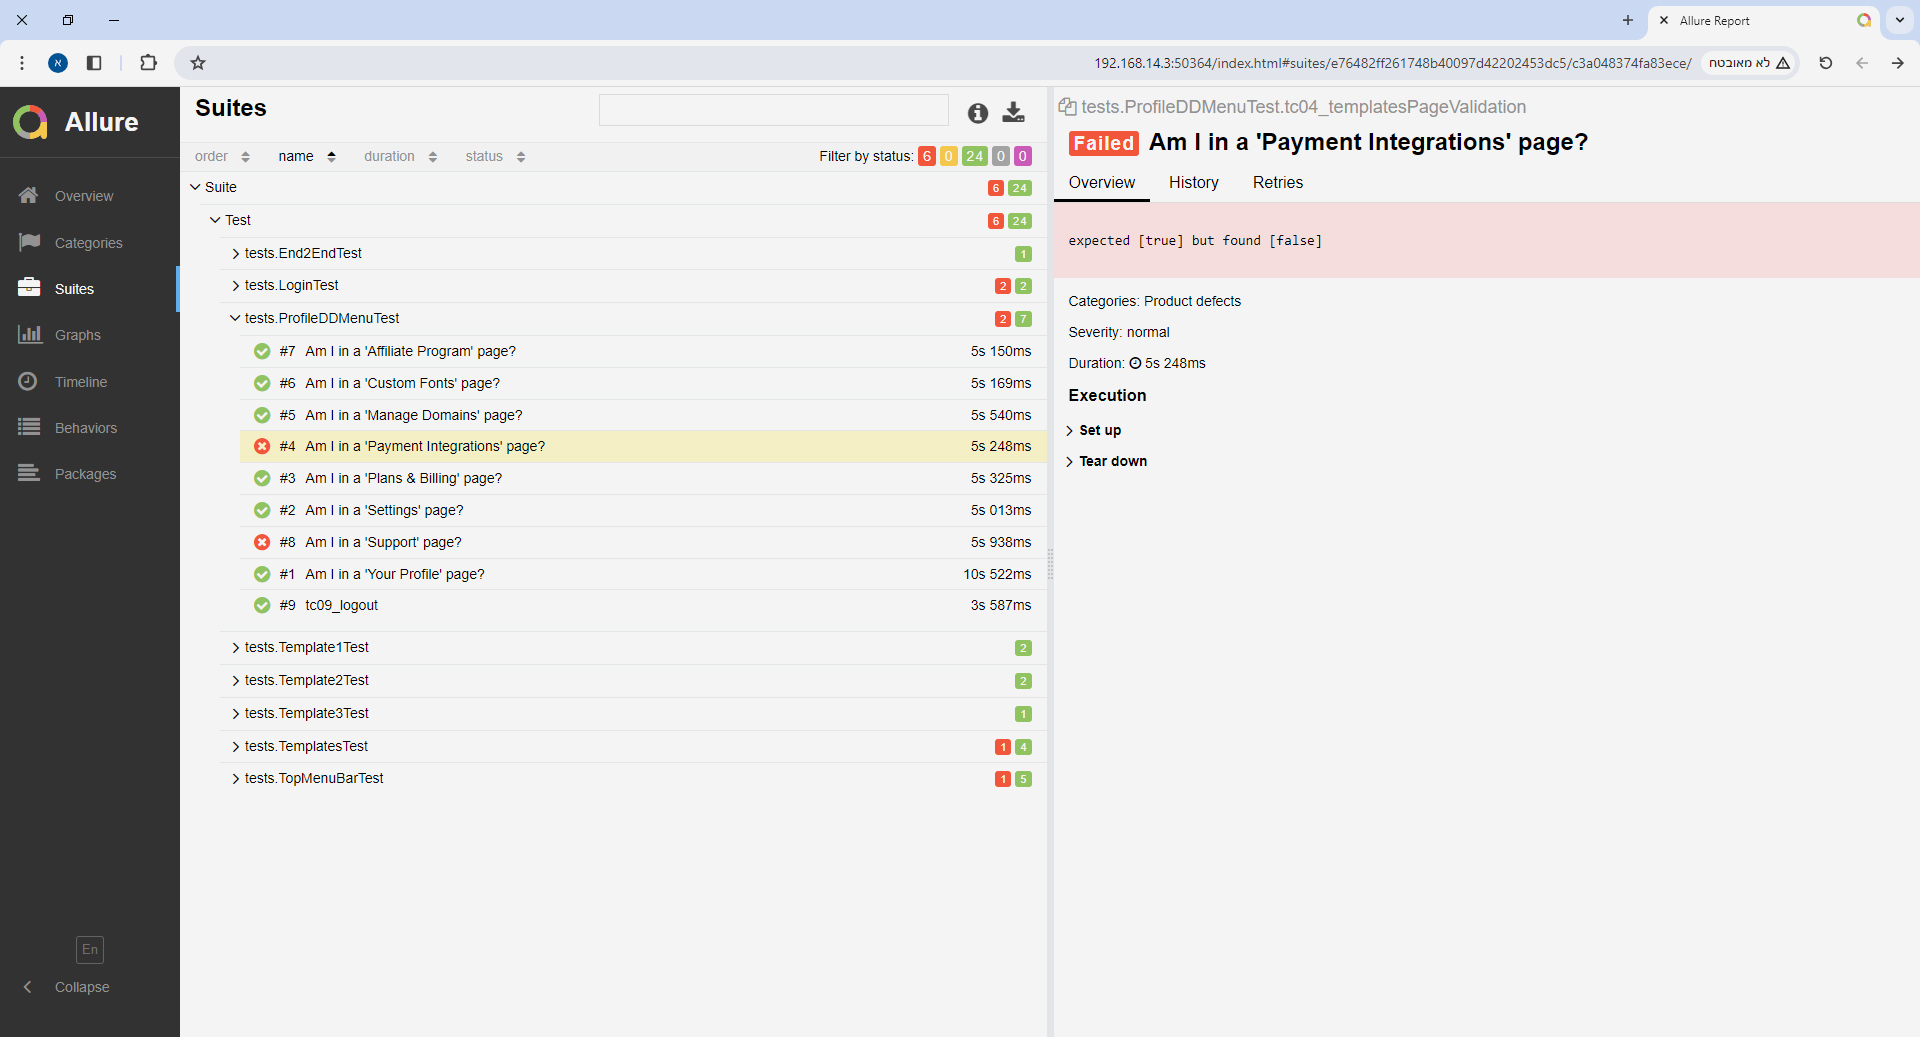 Allure Report
192.168.14.3:50364/index.html#suites/e76482ff261748b40097d42202453dc5/c3a048374fa83ece/
לא מאובטח
א
Allure
Overview
Categories
Suites
Graphs
Timeline
Behaviors
Packages
En
Collapse
Suites
order name duration status Filter by status: 6 0 24 0 0
Suite 6 24
Test 6 24
tests.End2EndTest 1
tests.LoginTest 2 2
tests.ProfileDDMenuTest 2 7
#7 Am I in a 'Affiliate Program' page? 5s 150ms
#6 Am I in a 'Custom Fonts' page? 5s 169ms
#5 Am I in a 'Manage Domains' page? 5s 540ms
#4 Am I in a 'Payment Integrations' page? 5s 248ms
#3 Am I in a 'Plans & Billing' page? 5s 325ms
#2 Am I in a 'Settings' page? 5s 013ms
#8 Am I in a 'Support' page? 5s 938ms
#1 Am I in a 'Your Profile' page? 10s 522ms
#9 tc09_logout 3s 587ms
tests.Template1Test 2
tests.Template2Test 2
tests.Template3Test 1
tests.TemplatesTest 1 4
tests.TopMenuBarTest 1 5
tests.ProfileDDMenuTest.tc04_templatesPageValidation
Failed Am I in a 'Payment Integrations' page?
Overview History Retries
expected [true] but found [false]
Categories: Product defects
Severity: normal
Duration: 5s 248ms
Execution
Set up
Tear down